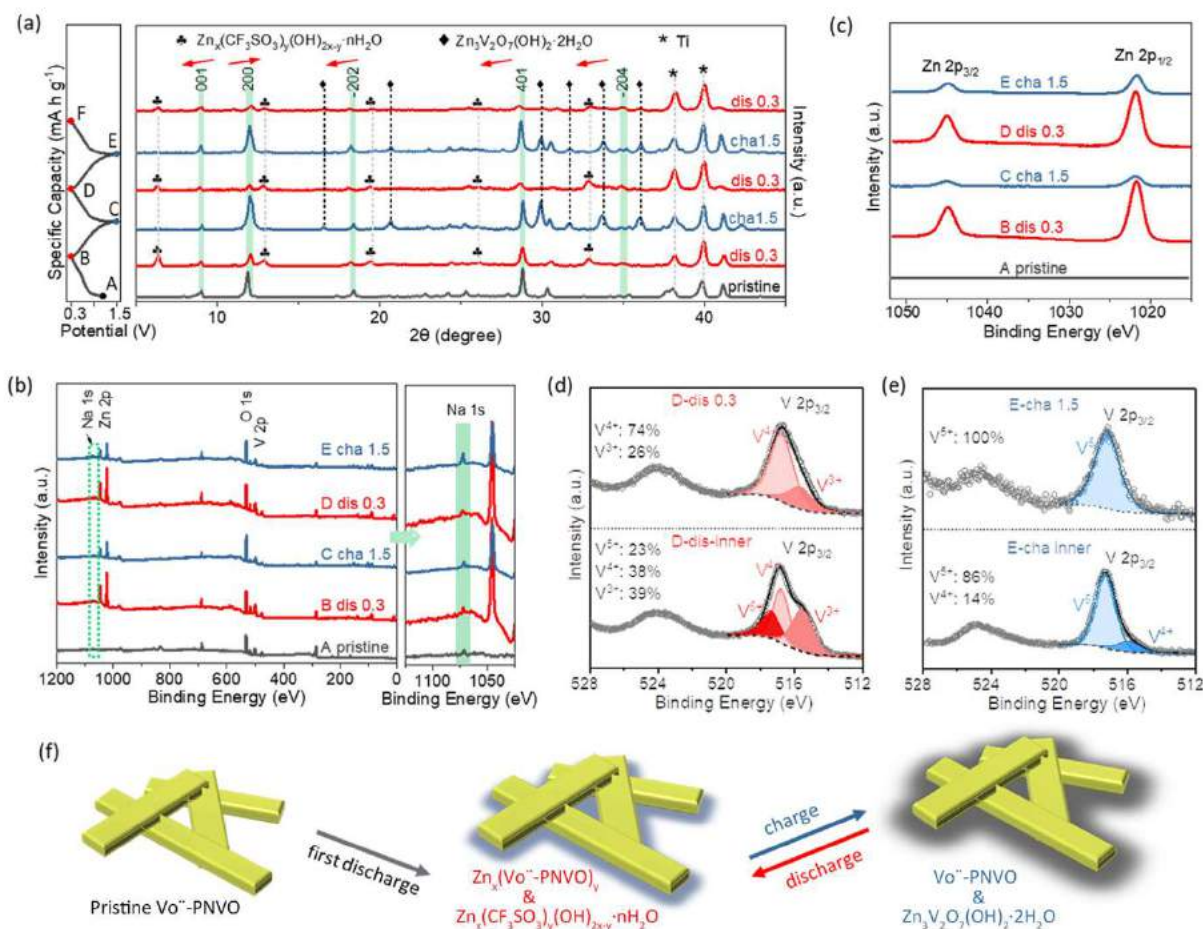 (a)
♣ Znx(CF3SO3)y(OH)2x-y·nH2O
♦ Zn3V2O7(OH)2·2H2O
* Ti
001
200
-202
401
-204
F
E
D
C
B
A
dis 0.3
cha1.5
dis 0.3
cha1.5
dis 0.3
pristine
Specific Capacity (mA h g-1)
Intensity (a.u.)
0.3 1.5
Potential (V)
10 20 30 40
2θ (degree)
(c)
Zn 2p3/2
Zn 2p1/2
E cha 1.5
D dis 0.3
C cha 1.5
B dis 0.3
A pristine
Intensity (a.u.)
1050 1040 1030 1020
Binding Energy (eV)
(b)
Na 1s
Zn 2p
O 1s
V 2p
E cha 1.5
D dis 0.3
C cha 1.5
B dis 0.3
A pristine
Intensity (a.u.)
1200 1000 800 600 400 200 0
Binding Energy (eV)
Na 1s
1100 1050
Binding Energy (eV)
(d)
D-dis 0.3
V 2p3/2
V4+: 74%
V3+: 26%
V4+
V3+
D-dis-inner
V 2p3/2
V5+: 23%
V4+: 38%
V3+: 39%
V4+
V5+
V3+
Intensity (a.u.)
528 524 520 516 512
Binding Energy (eV)
(e)
E-cha 1.5
V 2p3/2
V5+: 100%
V5+
E-cha inner
V 2p3/2
V5+: 86%
V4+: 14%
V5+
V4+
Intensity (a.u.)
528 524 520 516 512
Binding Energy (eV)
(f)
Pristine Vo¨-PNVO
first discharge
Znx(Vo¨-PNVO)y
&
Znx(CF3SO3)y(OH)2x-y·nH2O
charge
discharge
Vo¨-PNVO
&
Zn3V2O7(OH)2·2H2O